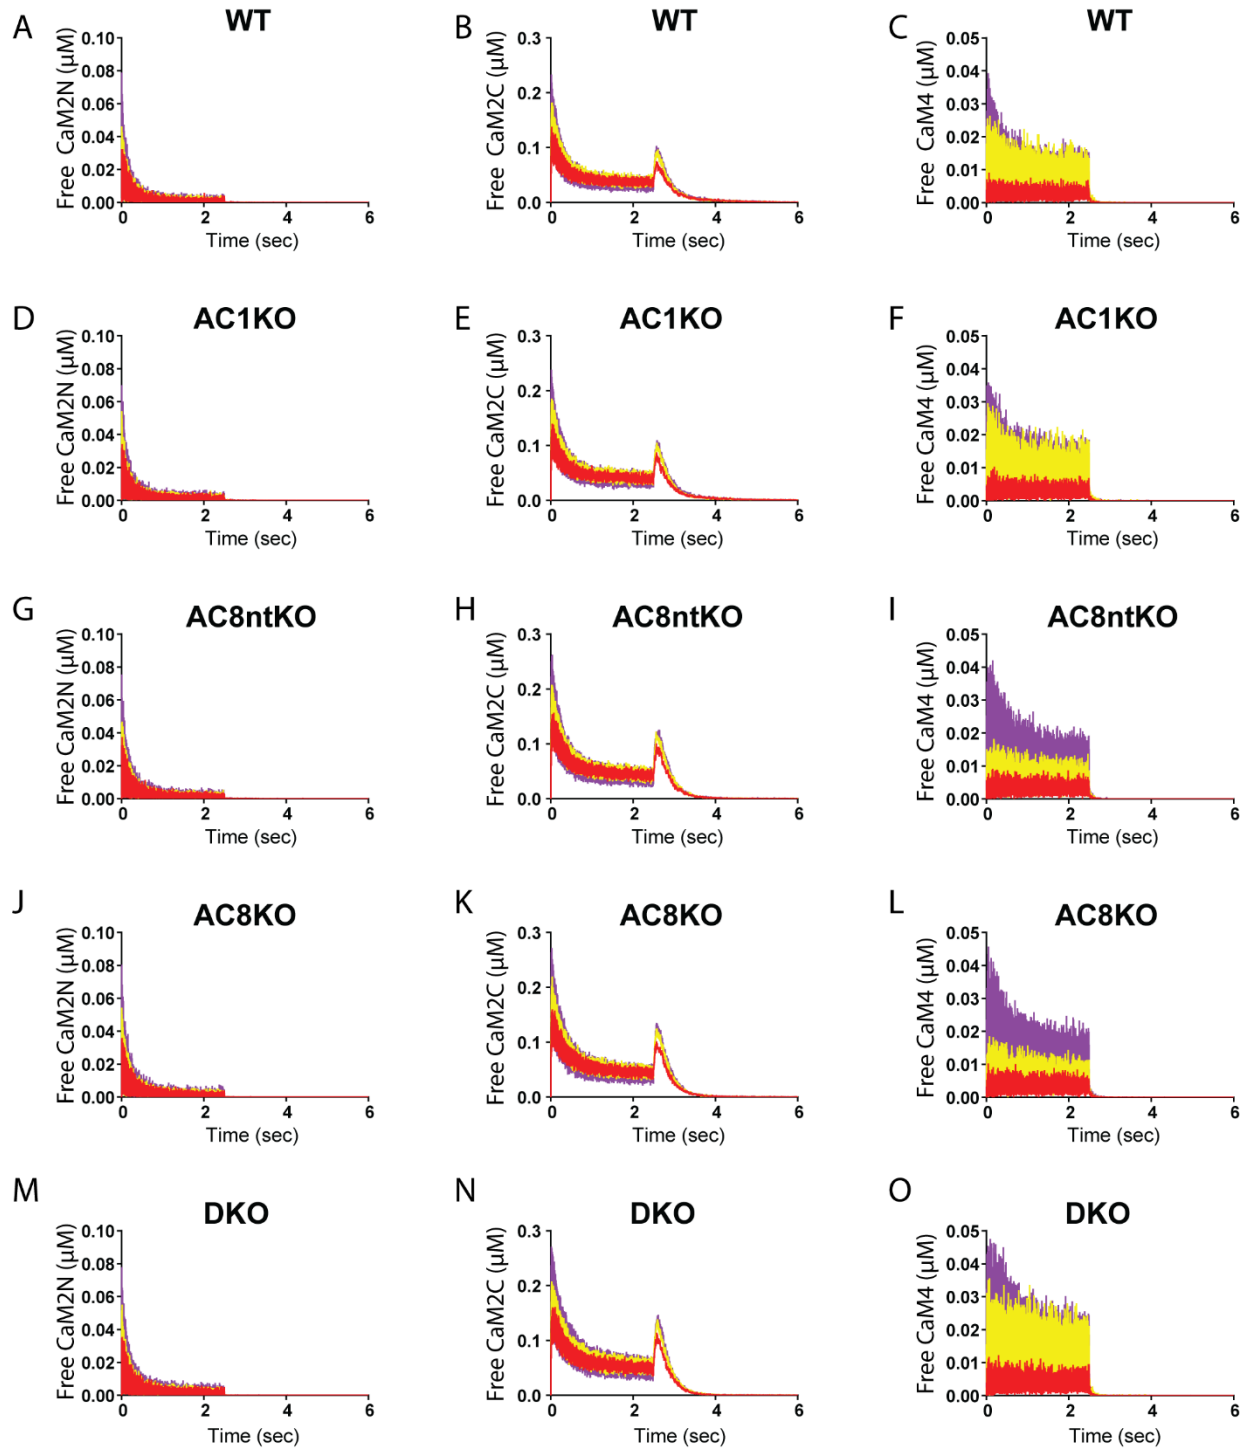 A
WT
Free CaM2N (µM)
0.10
0.08
0.06
0.04
0.02
0.00
0
2
4
6
Time (sec)
B
WT
Free CaM2C (µM)
0.3
0.2
0.1
0.0
0
2
4
6
Time (sec)
C
WT
Free CaM4 (µM)
0.05
0.04
0.03
0.02
0.01
0.00
0
2
4
6
Time (sec)
D
AC1KO
Free CaM2N (µM)
0.10
0.08
0.06
0.04
0.02
0.00
0
2
4
6
Time (sec)
E
AC1KO
Free CaM2C (µM)
0.3
0.2
0.1
0.0
0
2
4
6
Time (sec)
F
AC1KO
Free CaM4 (µM)
0.05
0.04
0.03
0.02
0.01
0.00
0
2
4
6
Time (sec)
G
AC8ntKO
Free CaM2N (µM)
0.10
0.08
0.06
0.04
0.02
0.00
0
2
4
6
Time (sec)
H
AC8ntKO
Free CaM2C (µM)
0.3
0.2
0.1
0.0
0
2
4
6
Time (sec)
I
AC8ntKO
Free CaM4 (µM)
0.05
0.04
0.03
0.02
0.01
0.00
0
2
4
6
Time (sec)
J
AC8KO
Free CaM2N (µM)
0.10
0.08
0.06
0.04
0.02
0.00
0
2
4
6
Time (sec)
K
AC8KO
Free CaM2C (µM)
0.3
0.2
0.1
0.0
0
2
4
6
Time (sec)
L
AC8KO
Free CaM4 (µM)
0.05
0.04
0.03
0.02
0.01
0.00
0
2
4
6
Time (sec)
M
DKO
Free CaM2N (µM)
0.10
0.08
0.06
0.04
0.02
0.00
0
2
4
6
Time (sec)
N
DKO
Free CaM2C (µM)
0.3
0.2
0.1
0.0
0
2
4
6
Time (sec)
O
DKO
Free CaM4 (µM)
0.05
0.04
0.03
0.02
0.01
0.00
0
2
4
6
Time (sec)